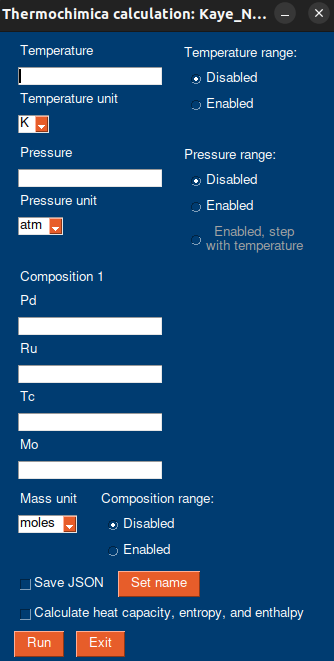 Thermochimica calculation: Kaye_N...
Temperature
Temperature range:
Disabled
Temperature unit
Enabled
K
Pressure
Pressure range:
Disabled
Pressure unit
Enabled
atm
Enabled, step
with temperature
Composition 1
Pd
Ru
Tc
Mo
Mass unit
Composition range:
moles
Disabled
Enabled
Save JSON
Set name
Calculate heat capacity, entropy, and enthalpy
Run
Exit